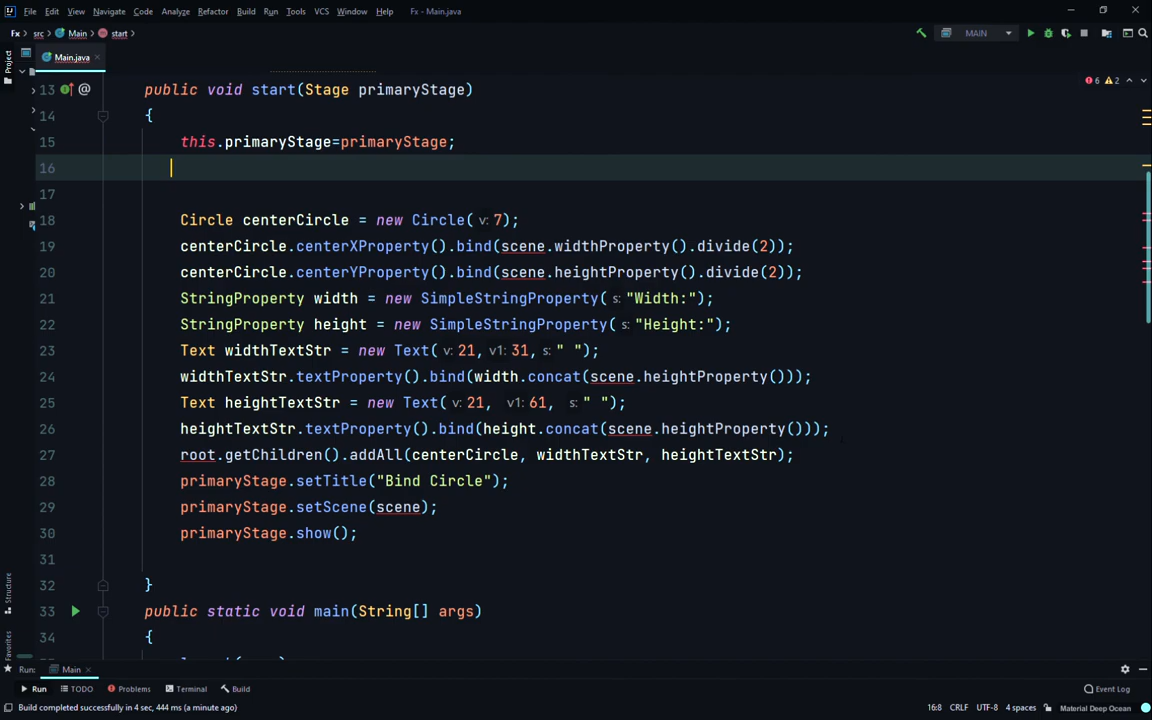 File Edit View Navigate Code Analyze Refactor Build Run Tools VCS Window Help Fx - Main.java
Fx src Main start MAIN
Project Main.java
6 2
13 @ public void start(Stage primaryStage)
14 {
15 this.primaryStage=primaryStage;
16
17
18 Circle centerCircle = new Circle( v: 7);
19 centerCircle.centerXProperty().bind(scene.widthProperty().divide(2));
20 centerCircle.centerYProperty().bind(scene.heightProperty().divide(2));
21 StringProperty width = new SimpleStringProperty( s: "Width:");
22 StringProperty height = new SimpleStringProperty( s: "Height:");
23 Text widthTextStr = new Text( v: 21, v1: 31, s: " ");
24 widthTextStr.textProperty().bind(width.concat(scene.heightProperty()));
25 Text heightTextStr = new Text( v: 21, v1: 61, s: " ");
26 heightTextStr.textProperty().bind(height.concat(scene.heightProperty()));
27 root.getChildren().addAll(centerCircle, widthTextStr, heightTextStr);
28 primaryStage.setTitle("Bind Circle");
29 primaryStage.setScene(scene);
30 primaryStage.show();
31
32 }
33 public static void main(String[] args)
34 {
Structure
Favorites
Run: Main
Run TODO Problems Terminal Build Event Log
Build completed successfully in 4 sec, 444 ms (a minute ago) 16:8 CRLF UTF-8 4 spaces Material Deep Ocean